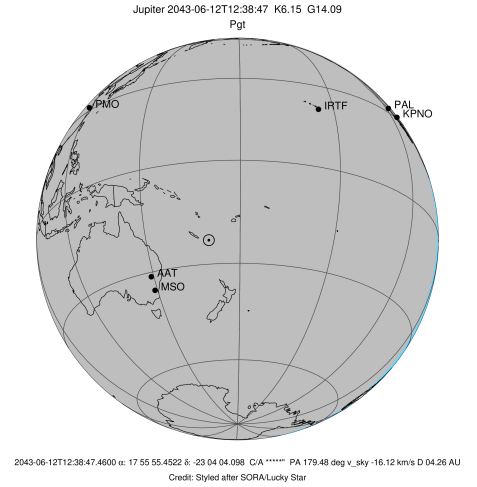 Jupiter 2043-06-12T12:38:47 K6.15 G14.09
Pgt
PMO
IRTF
PAL
KPNO
AAT
MSO
2043-06-12T12:38:47.4600 α: 17 55 55.4522 δ: -23 04 04.098 C/A *****" PA 179.48 deg v_sky -16.12 km/s D 04.26 AU
Credit: Styled after SORA/Lucky Star